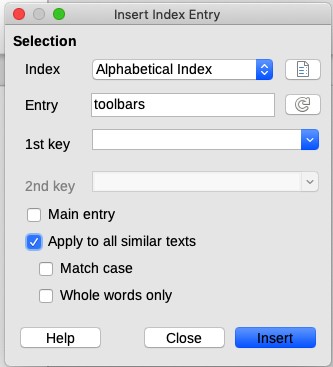 Insert Index Entry
Selection
Index Alphabetical Index
Entry toolbars
1st key
2nd key
Main entry
Apply to all similar texts
Match case
Whole words only
Help Close Insert